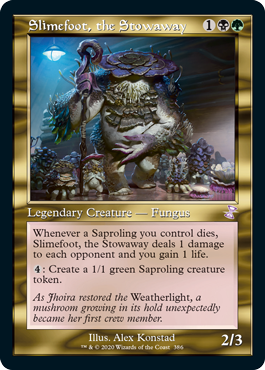 Slimefoot, the Stowaway 1
Legendary Creature — Fungus
Whenever a Saproling you control dies,
Slimefoot, the Stowaway deals 1 damage
to each opponent and you gain 1 life.
4: Create a 1/1 green Saproling creature
token.
As Jhoira restored the Weatherlight, a
mushroom growing in its hold unexpectedly
became her first crew member.
Illus. Alex Konstad
™ & © 2020 Wizards of the Coast 386
2/3